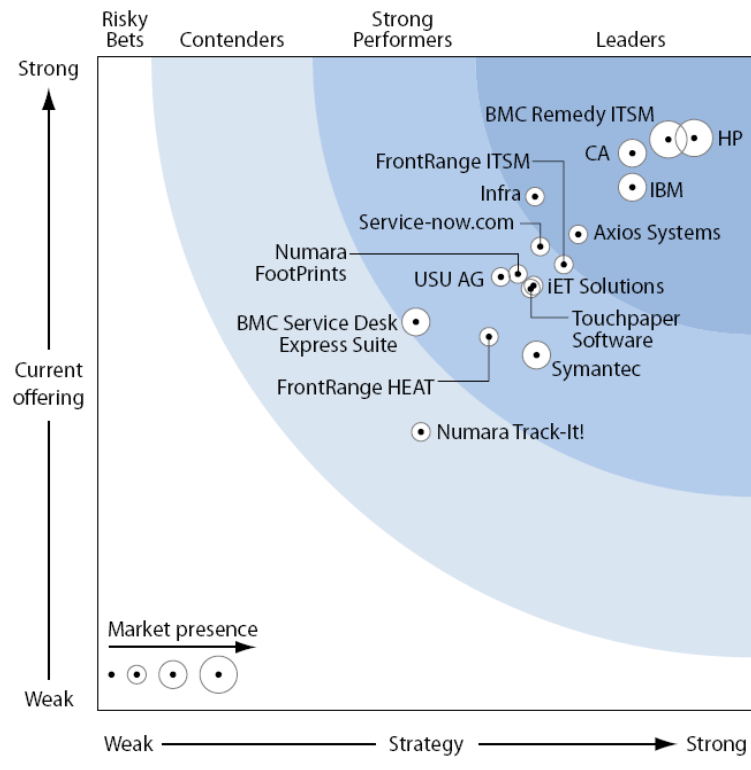 Risky
Bets
Contenders
Strong
Performers
Leaders
Strong
BMC Remedy ITSM
HP
CA
FrontRange ITSM
IBM
Infra
Service-now.com
Axios Systems
Numara
FootPrints
USU AG
iET Solutions
BMC Service Desk
Express Suite
Touchpaper
Software
Symantec
Current
offering
FrontRange HEAT
Numara Track-It!
Market presence
Weak
Weak
Strategy
Strong